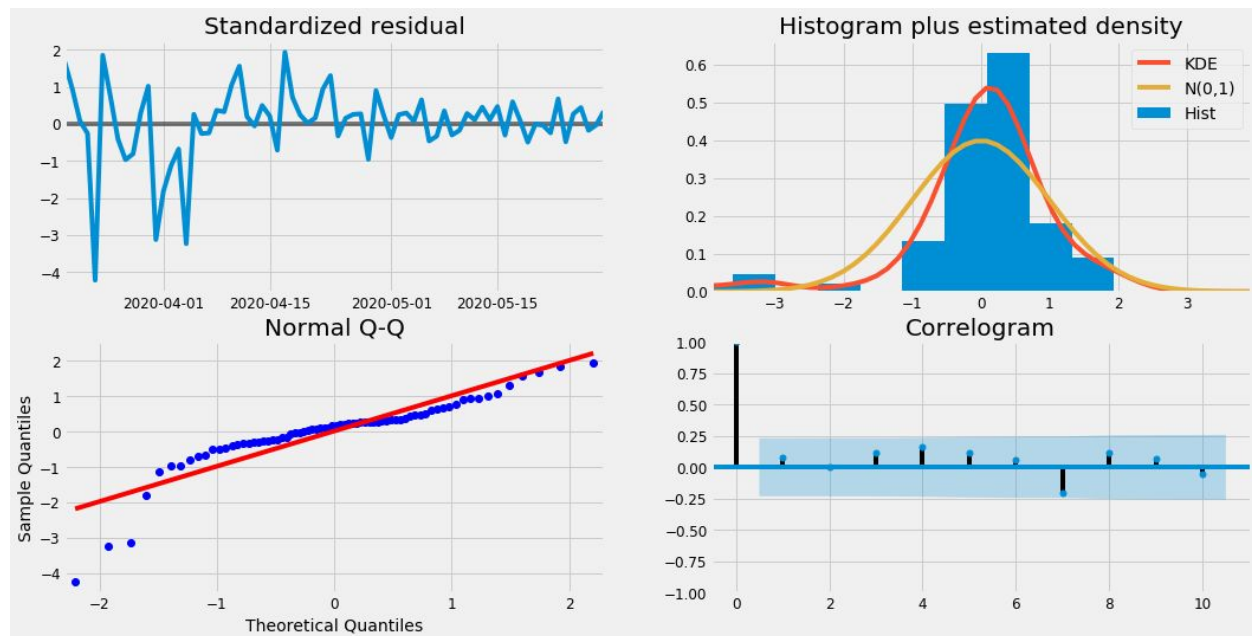 Standardized residual
2
1
0
−1
−2
−3
−4
2020-04-01 2020-04-15 2020-05-01 2020-05-15
Histogram plus estimated density
0.6
0.5
0.4
0.3
0.2
0.1
0.0
−3 −2 −1 0 1 2 3
KDE
N(0,1)
Hist
Normal Q-Q
Sample Quantiles
2
1
0
−1
−2
−3
−4
−2 −1 0 1 2
Theoretical Quantiles
Correlogram
1.00
0.75
0.50
0.25
0.00
−0.25
−0.50
−0.75
−1.00
0 2 4 6 8 10